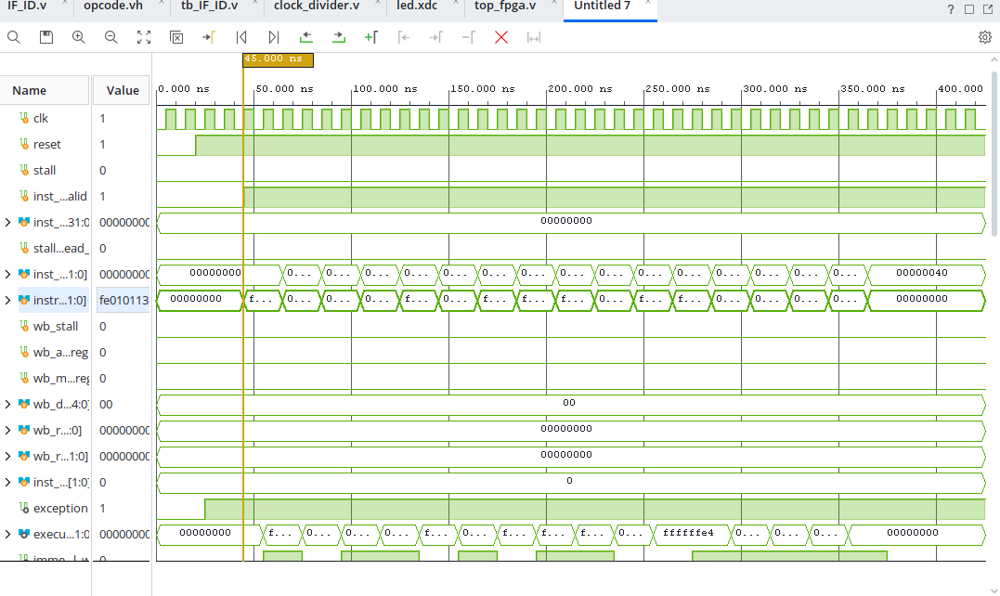 IF_ID.v × opcode.vh × tb_IF_ID.v × clock_divider.v × led.xdc × top_fpga.v × Untitled 7 ×
?
45.000 ns
Name Value 0.000 ns 50.000 ns 100.000 ns 150.000 ns 200.000 ns 250.000 ns 300.000 ns 350.000 ns 400.000
clk 1
reset 1
stall 0
inst_...alid 1
inst_...31:0 00000000 00000000
stall...ead_ 0
inst_...1:0] 00000000 00000000 0... 0... 0... 0... 0... 0... 0... 0... 0... 0... 0... 0... 0... 0... 0... 00000040
instr...1:0] fe010113 00000000 f... 0... 0... 0... f... 0... f... f... f... 0... f... f... 0... 0... 0... 0... 00000000
wb_stall 0
wb_a...reg 0
wb_m...reg 0
wb_d...4:0] 00 00
wb_r...:0] 00000000 00000000
wb_r...1:0] 00000000 00000000
inst_...[1:0] 0 0
exception 1
execu...1:0 00000000 00000000 f... 0... 0... 0... f... 0... f... f... f... 0... ffffffe4 0... 0... 0... 00000000
0